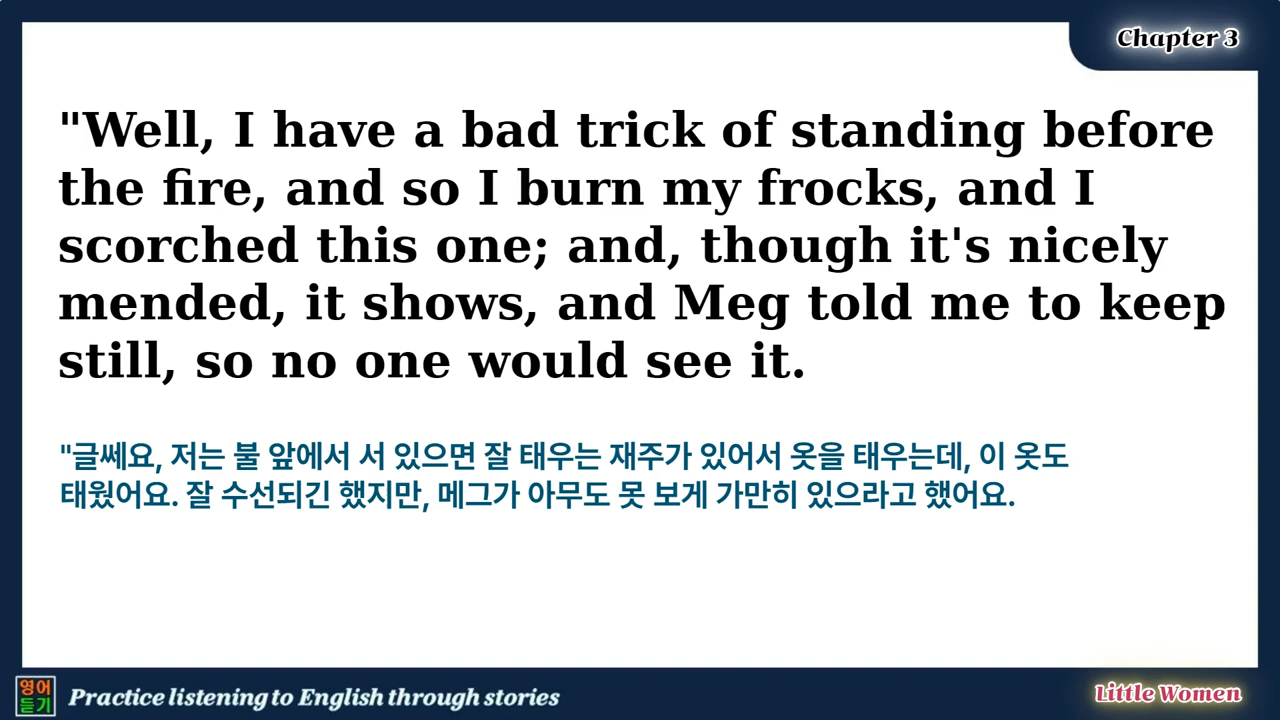 Chapter 3
"Well, I have a bad trick of standing before
the fire, and so I burn my frocks, and I
scorched this one; and, though it's nicely
mended, it shows, and Meg told me to keep
still, so no one would see it.
"글쎄요, 저는 불 앞에서 서 있으면 잘 태우는 재주가 있어서 옷을 태우는데, 이 옷도
태웠어요. 잘 수선되긴 했지만, 메그가 아무도 못 보게 가만히 있으라고 했어요.
영어
듣기
Practice listening to English through stories
Little Women